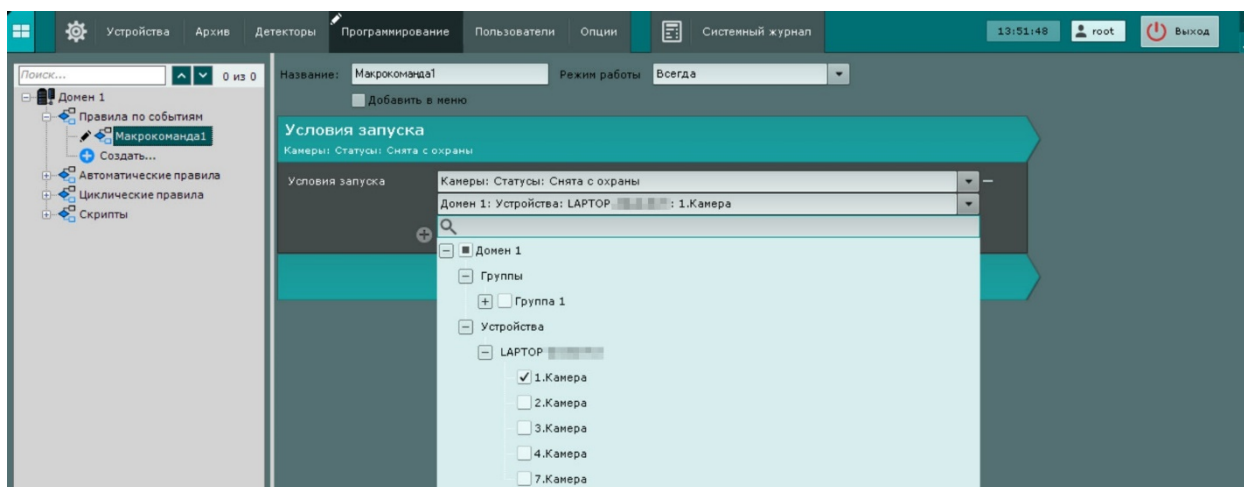 Устройства Архив Детекторы Программирование Пользователи Опции Системный журнал 13:51:48 root Выход
Поиск... 0 из 0
Название: Макрокоманда1 Режим работы Всегда
Добавить в меню
Домен 1
Правила по событиям
Макрокоманда1
Создать...
Автоматические правила
Циклические правила
Скрипты
Условия запуска
Камеры: Статусы: Снята с охраны
Условия запуска Камеры: Статусы: Снята с охраны
Домен 1: Устройства: LAPTOP : 1.Камера
Домен 1
Группы
Группа 1
Устройства
LAPTOP
1.Камера
2.Камера
3.Камера
4.Камера
7.Камера